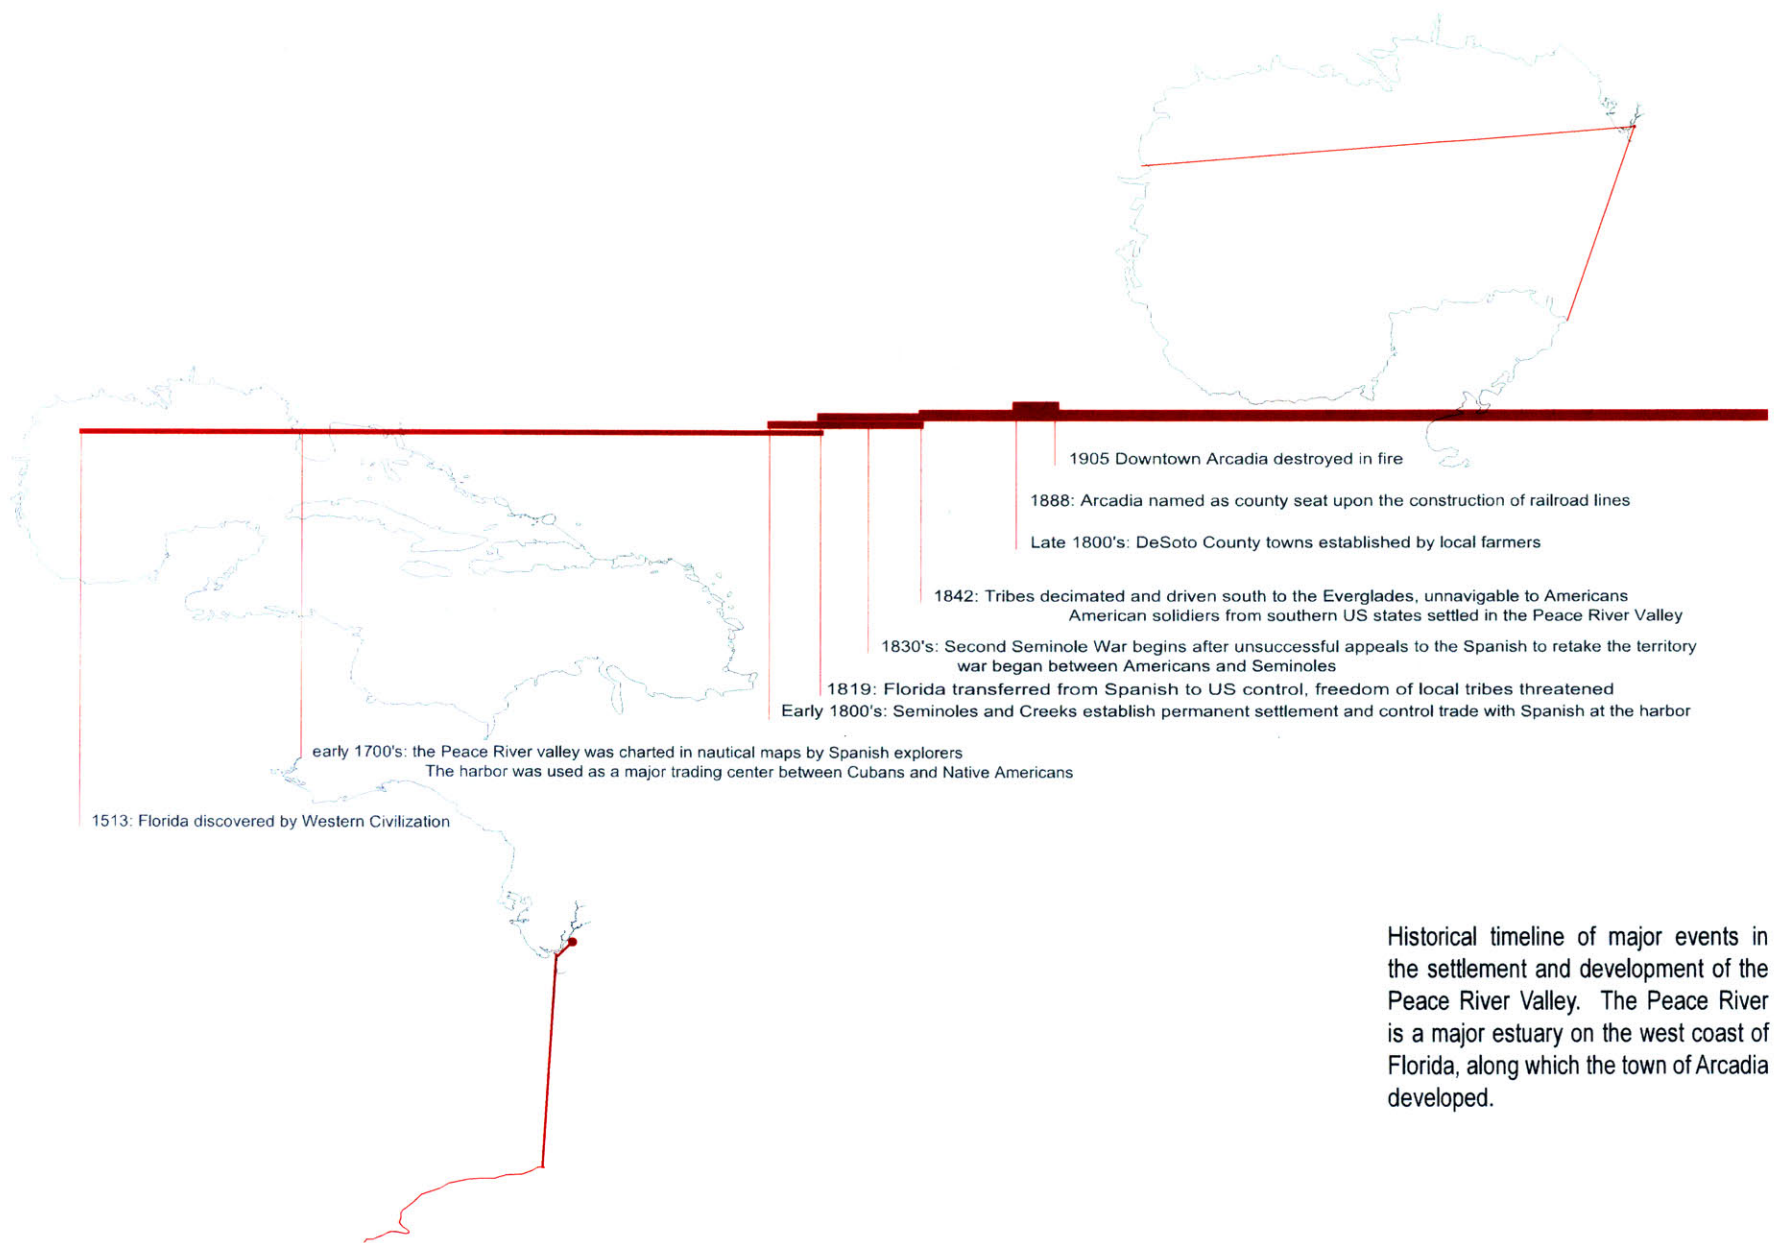 1905 Downtown Arcadia destroyed in fire
1888: Arcadia named as county seat upon the construction of railroad lines
Late 1800's: DeSoto County towns established by local farmers
1842: Tribes decimated and driven south to the Everglades, unnavigable to Americans
American solidiers from southern US states settled in the Peace River Valley
1830's: Second Seminole War begins after unsuccessful appeals to the Spanish to retake the territory
war began between Americans and Seminoles
1819: Florida transferred from Spanish to US control, freedom of local tribes threatened
Early 1800's: Seminoles and Creeks establish permanent settlement and control trade with Spanish at the harbor
early 1700's: the Peace River valley was charted in nautical maps by Spanish explorers
The harbor was used as a major trading center between Cubans and Native Americans
1513: Florida discovered by Western Civilization
Historical timeline of major events in
the settlement and development of the
Peace River Valley. The Peace River
is a major estuary on the west coast of
Florida, along which the town of Arcadia
developed.